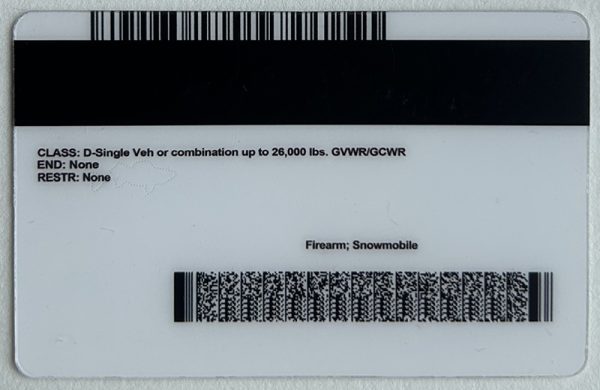 CLASS: D-Single Veh or combination up to 26,000 lbs. GVWR/GCWR
END: None
RESTR: None
Firearm; Snowmobile